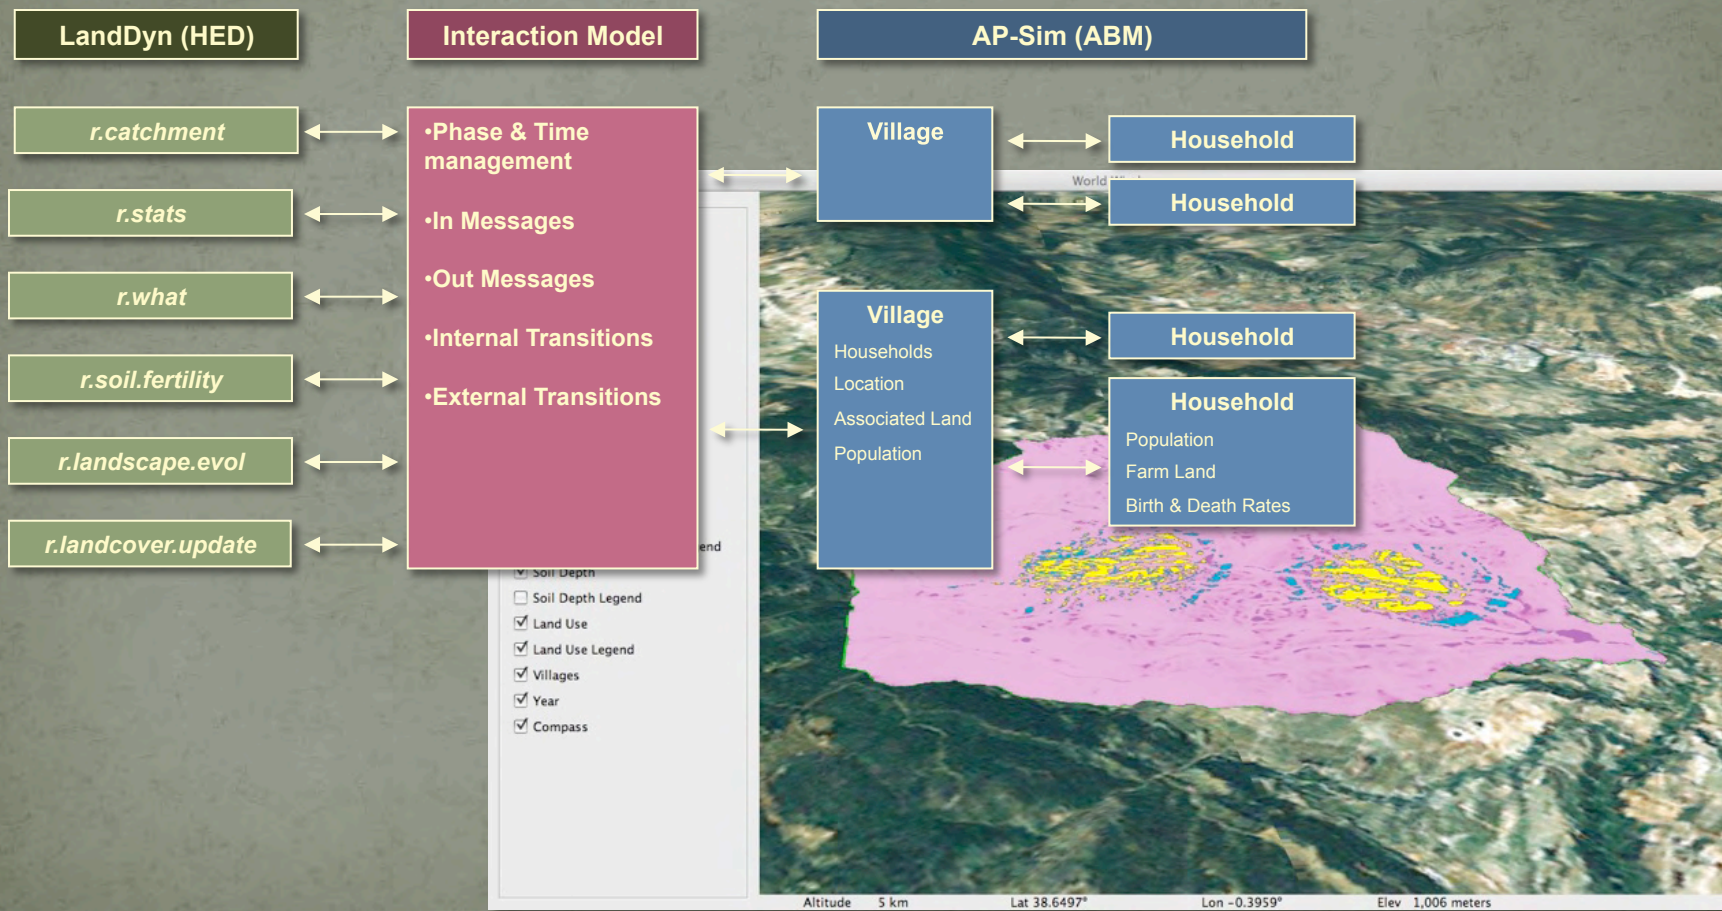 LandDyn (HED)
Interaction Model
AP-Sim (ABM)
r.catchment
r.stats
r.what
r.soil.fertility
r.landscape.evol
r.landcover.update
•Phase & Time
management
•In Messages
•Out Messages
•Internal Transitions
•External Transitions
Village
Household
Household
World
Village
Households
Location
Associated Land
Population
Household
Household
Population
Farm Land
Birth & Death Rates
Soil Depth
Soil Depth Legend
Land Use
Land Use Legend
Villages
Year
Compass
Altitude 5 km Lat 38.6497° Lon -0.3959° Elev 1,006 meters